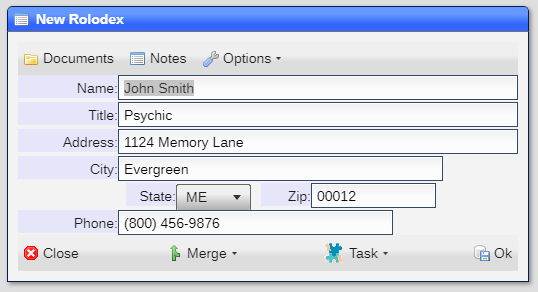 New Rolodex
Documents Notes Options
Name: John Smith
Title: Psychic
Address: 1124 Memory Lane
City: Evergreen
State: ME Zip: 00012
Phone: (800) 456-9876
Close Merge Task Ok